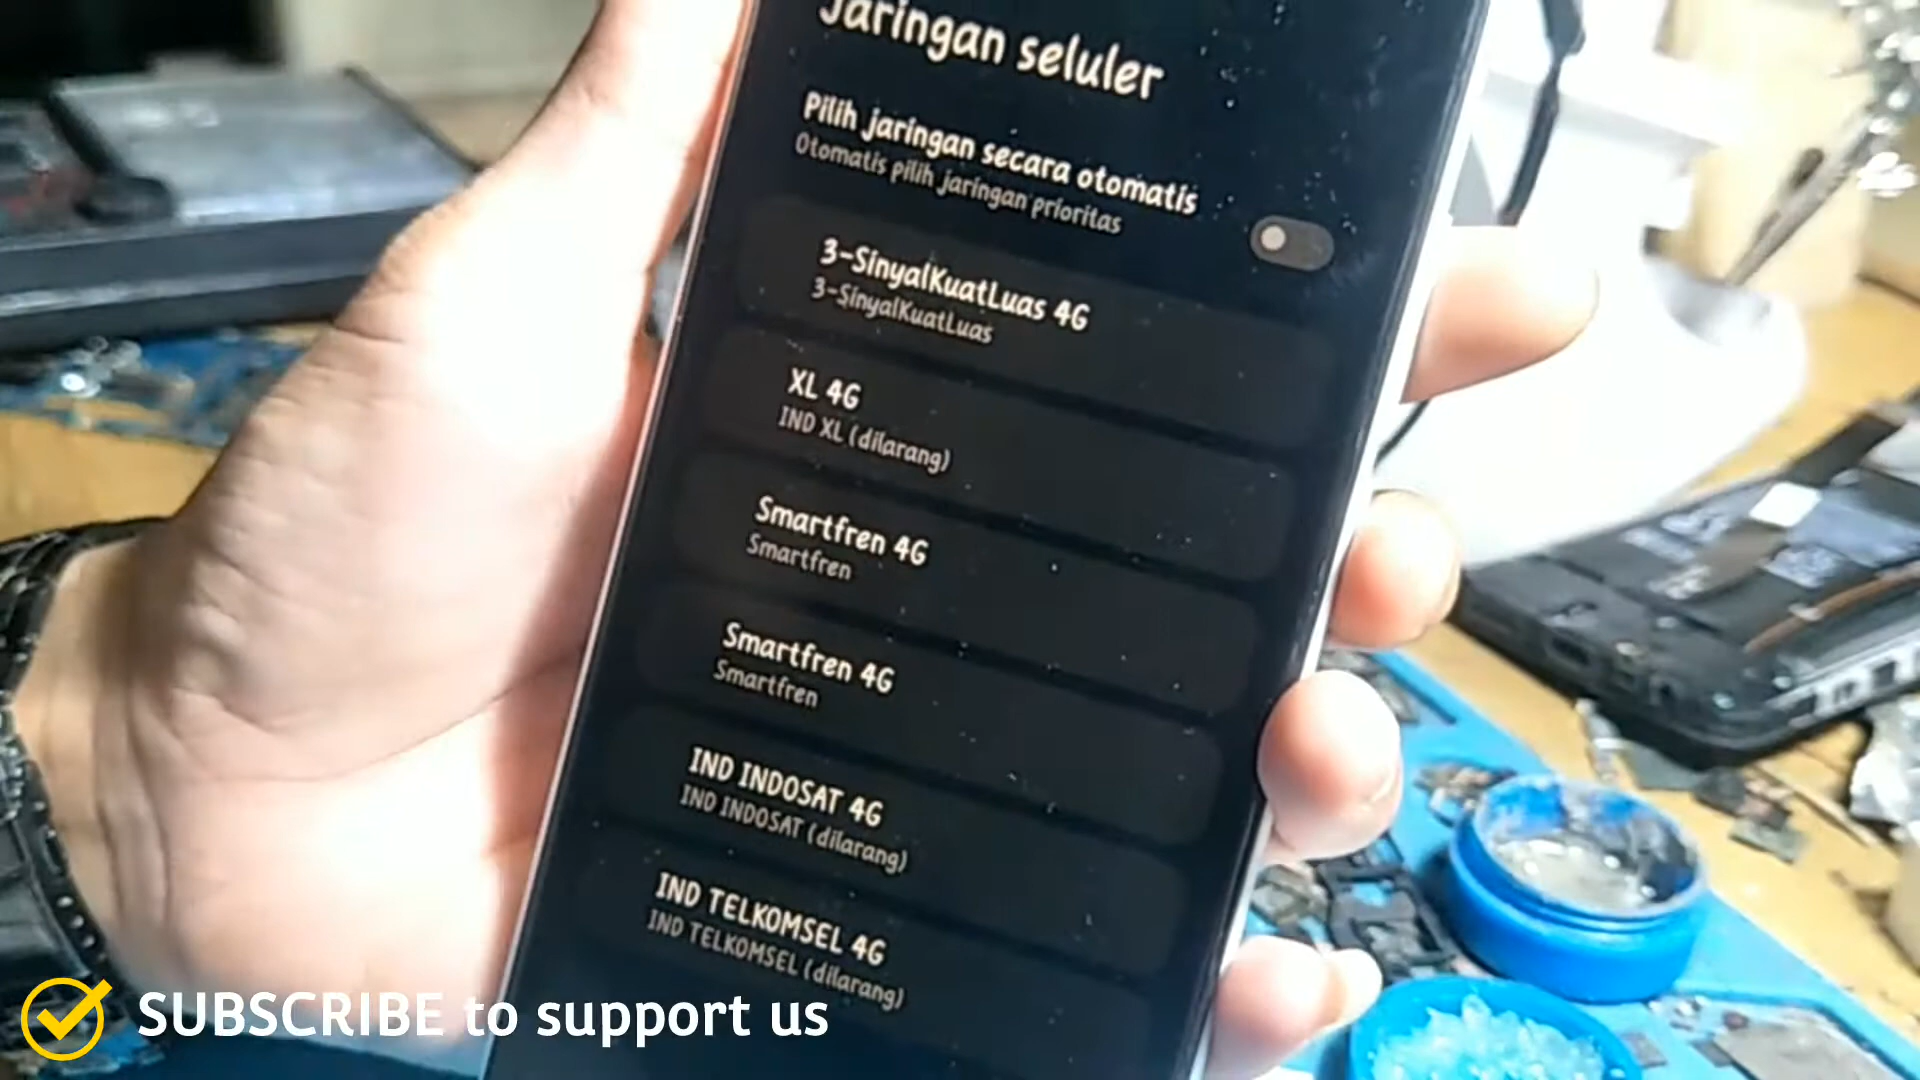 Jaringan seluler
Pilih jaringan secara otomatis
Otomatis pilih jaringan prioritas
3-SinyalKuatLuas 4G
3-SinyalKuatLuas
XL 4G
IND XL (dilarang)
Smartfren 4G
Smartfren
Smartfren 4G
Smartfren
IND INDOSAT 4G
IND INDOSAT (dilarang)
IND TELKOMSEL 4G
IND TELKOMSEL (dilarang)
SUBSCRIBE to support us